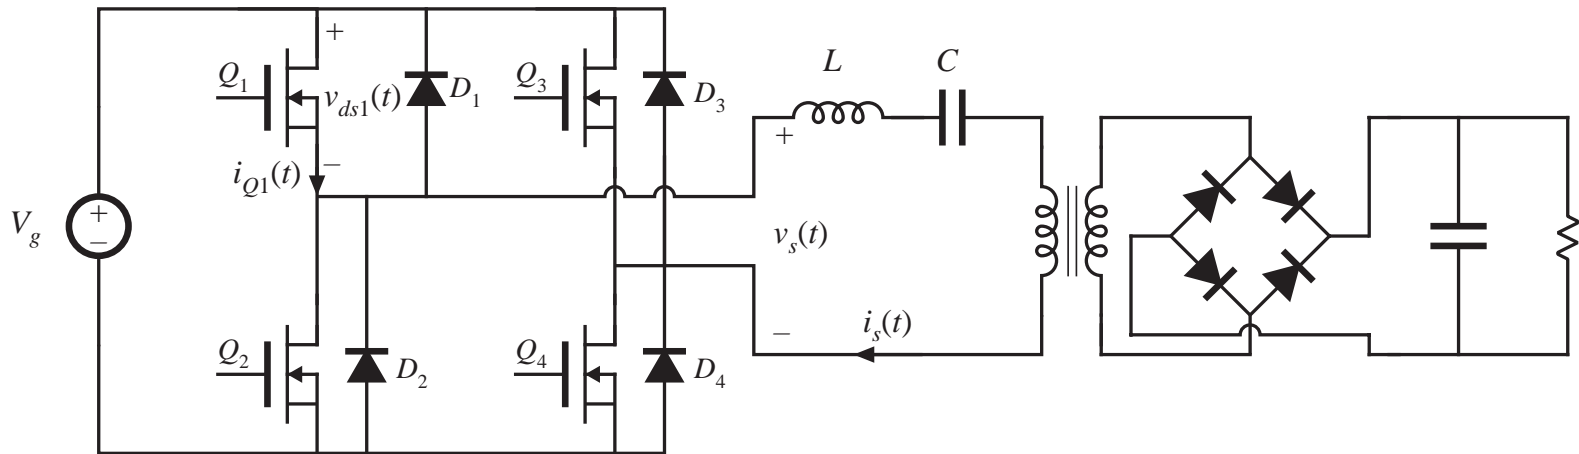 +
Q1
Q3
L
C
vds1(t)
D1
D3
+
−
iQ1(t)
Vg
+
−
vs(t)
−
is(t)
Q2
Q4
D2
D4